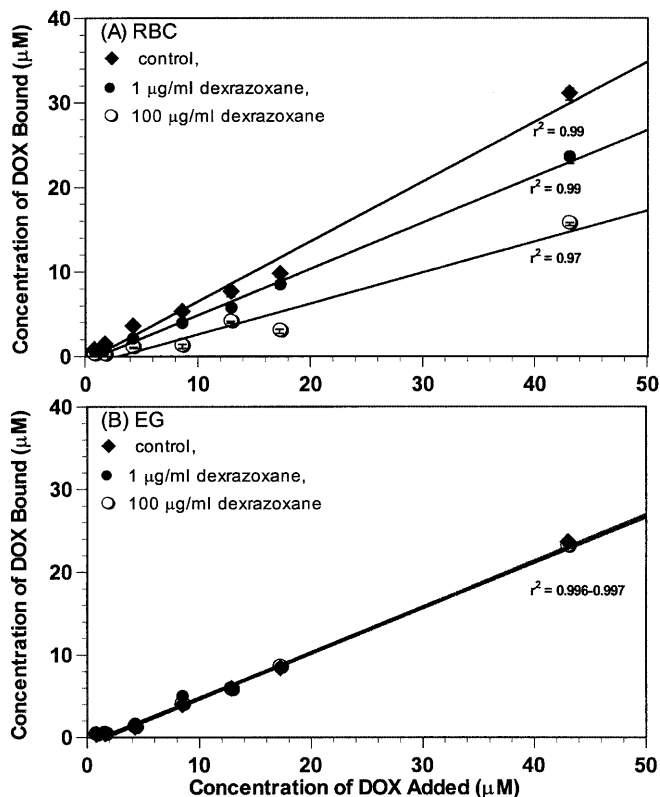 (A) RBC
control,
1 μg/ml dexrazoxane,
100 μg/ml dexrazoxane
Concentration of DOX Bound (μM)
40
30
20
10
0
r² = 0.99
r² = 0.99
r² = 0.97
0 10 20 30 40 50
(B) EG
control,
1 μg/ml dexrazoxane,
100 μg/ml dexrazoxane
Concentration of DOX Bound (μM)
40
30
20
10
0
r² = 0.996-0.997
0 10 20 30 40 50
Concentration of DOX Added (μM)